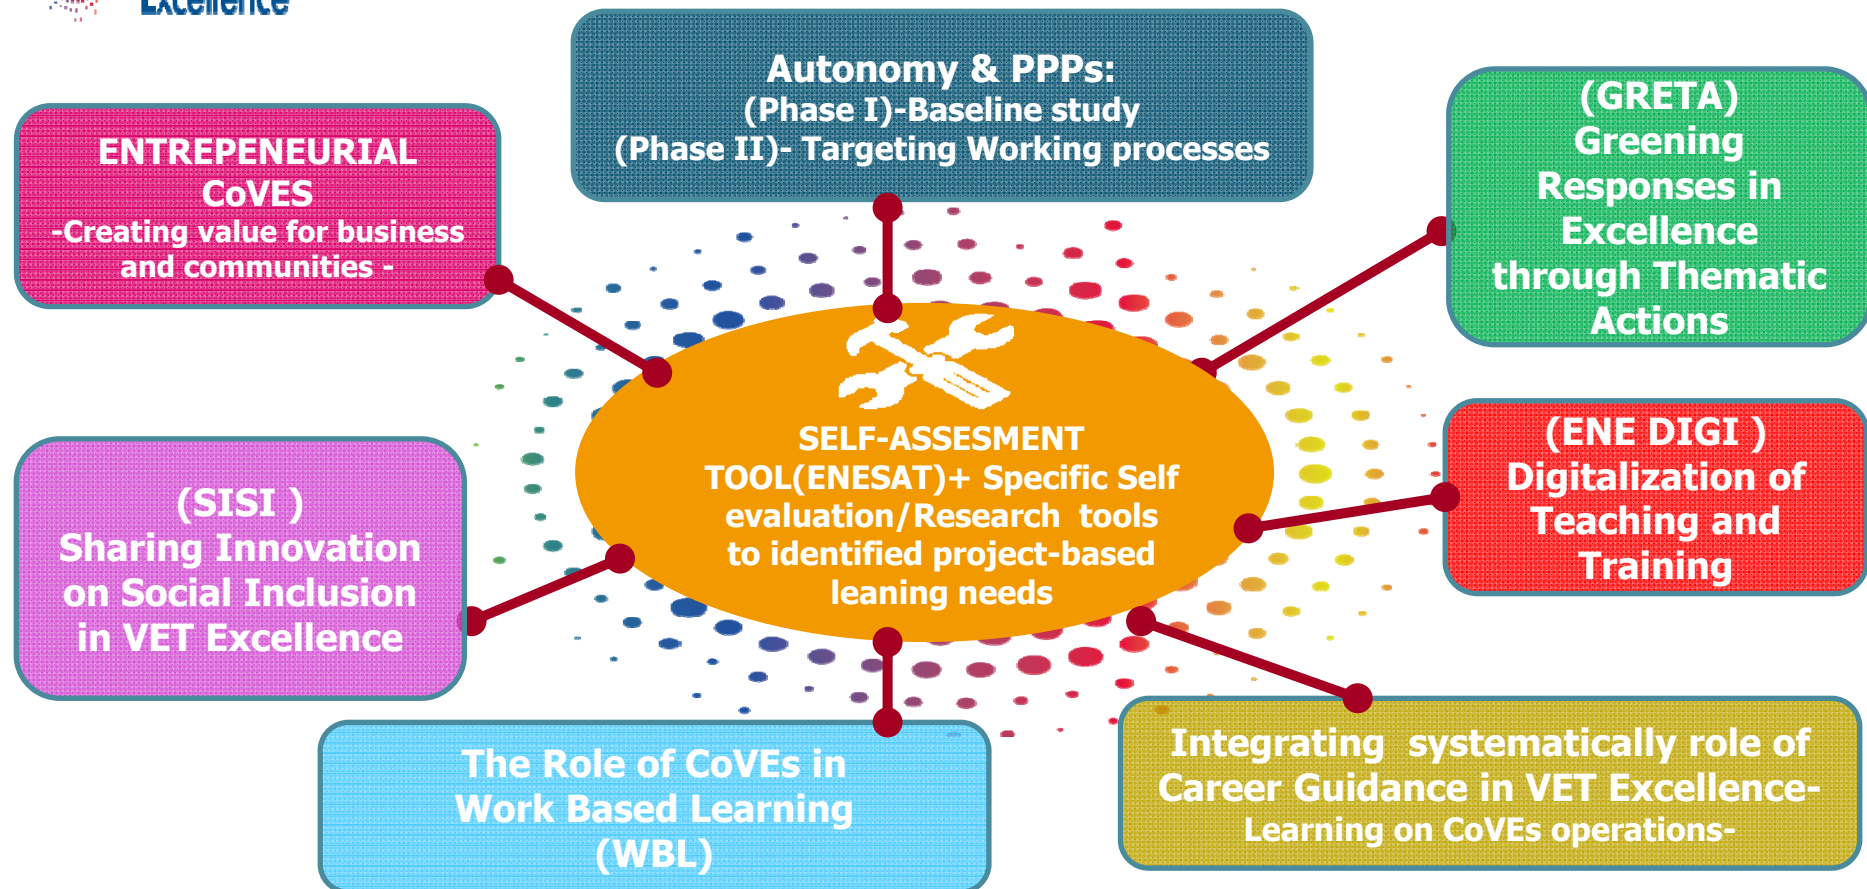 Excellence
Autonomy & PPPs:
(Phase I)-Baseline study
(Phase II)- Targeting Working processes
ENTREPENEURIAL
CoVES
-Creating value for business
and communities -
(GRETA)
Greening
Responses in
Excellence
through Thematic
Actions
SELF-ASSESMENT
TOOL(ENESAT)+ Specific Self
evaluation/Research tools
to identified project-based
leaning needs
(ENE DIGI )
Digitalization of
Teaching and
Training
(SISI )
Sharing Innovation
on Social Inclusion
in VET Excellence
The Role of CoVEs in
Work Based Learning
(WBL)
Integrating systematically role of
Career Guidance in VET Excellence-
Learning on CoVEs operations-